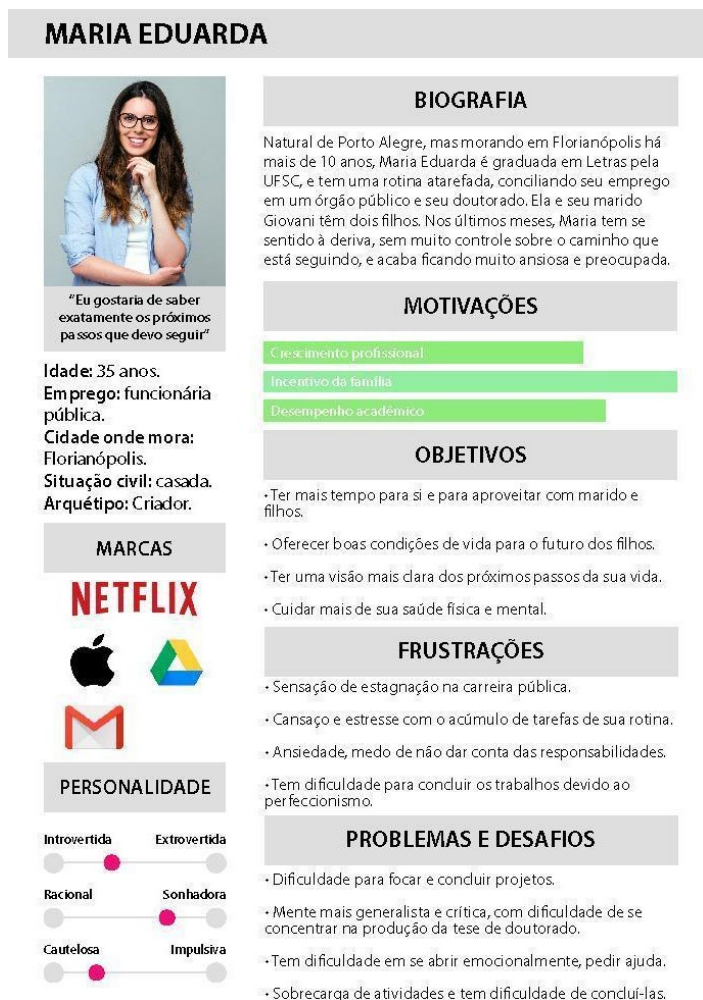 MARIA EDUARDA
"Eu gostaria de saber
exatamente os próximos
passos que devo seguir"
Idade: 35 anos.
Emprego: funcionária
pública.
Cidade onde mora:
Florianópolis.
Situação civil: casada.
Arquétipo: Criador.
MARCAS
NETFLIX
PERSONALIDADE
Introvertida Extrovertida
Racional Sonhadora
Cautelosa Impulsiva
BIOGRAFIA
Natural de Porto Alegre, mas morando em Florianópolis há
mais de 10 anos, Maria Eduarda é graduada em Letras pela
UFSC, e tem uma rotina atarefada, conciliando seu emprego
em um órgão público e seu doutorado. Ela e seu marido
Giovani têm dois filhos. Nos últimos meses, Maria tem se
sentido à deriva, sem muito controle sobre o caminho que
está seguindo, e acaba ficando muito ansiosa e preocupada.
MOTIVAÇÕES
Crescimento profissional
Incentivo da família
Desempenho acadêmico
OBJETIVOS
• Ter mais tempo para si e para aproveitar com marido e
filhos.
• Oferecer boas condições de vida para o futuro dos filhos.
• Ter uma visão mais clara dos próximos passos da sua vida.
• Cuidar mais de sua saúde física e mental.
FRUSTRAÇÕES
• Sensação de estagnação na carreira pública.
• Cansaço e estresse com o acúmulo de tarefas de sua rotina.
• Ansiedade, medo de não dar conta das responsabilidades.
• Tem dificuldade para concluir os trabalhos devido ao
perfeccionismo.
PROBLEMAS E DESAFIOS
• Dificuldade para focar e concluir projetos.
• Mente mais generalista e crítica, com dificuldade de se
concentrar na produção da tese de doutorado.
• Tem dificuldade em se abrir emocionalmente, pedir ajuda.
• Sobrecarga de atividades e tem dificuldade de concluí-las.